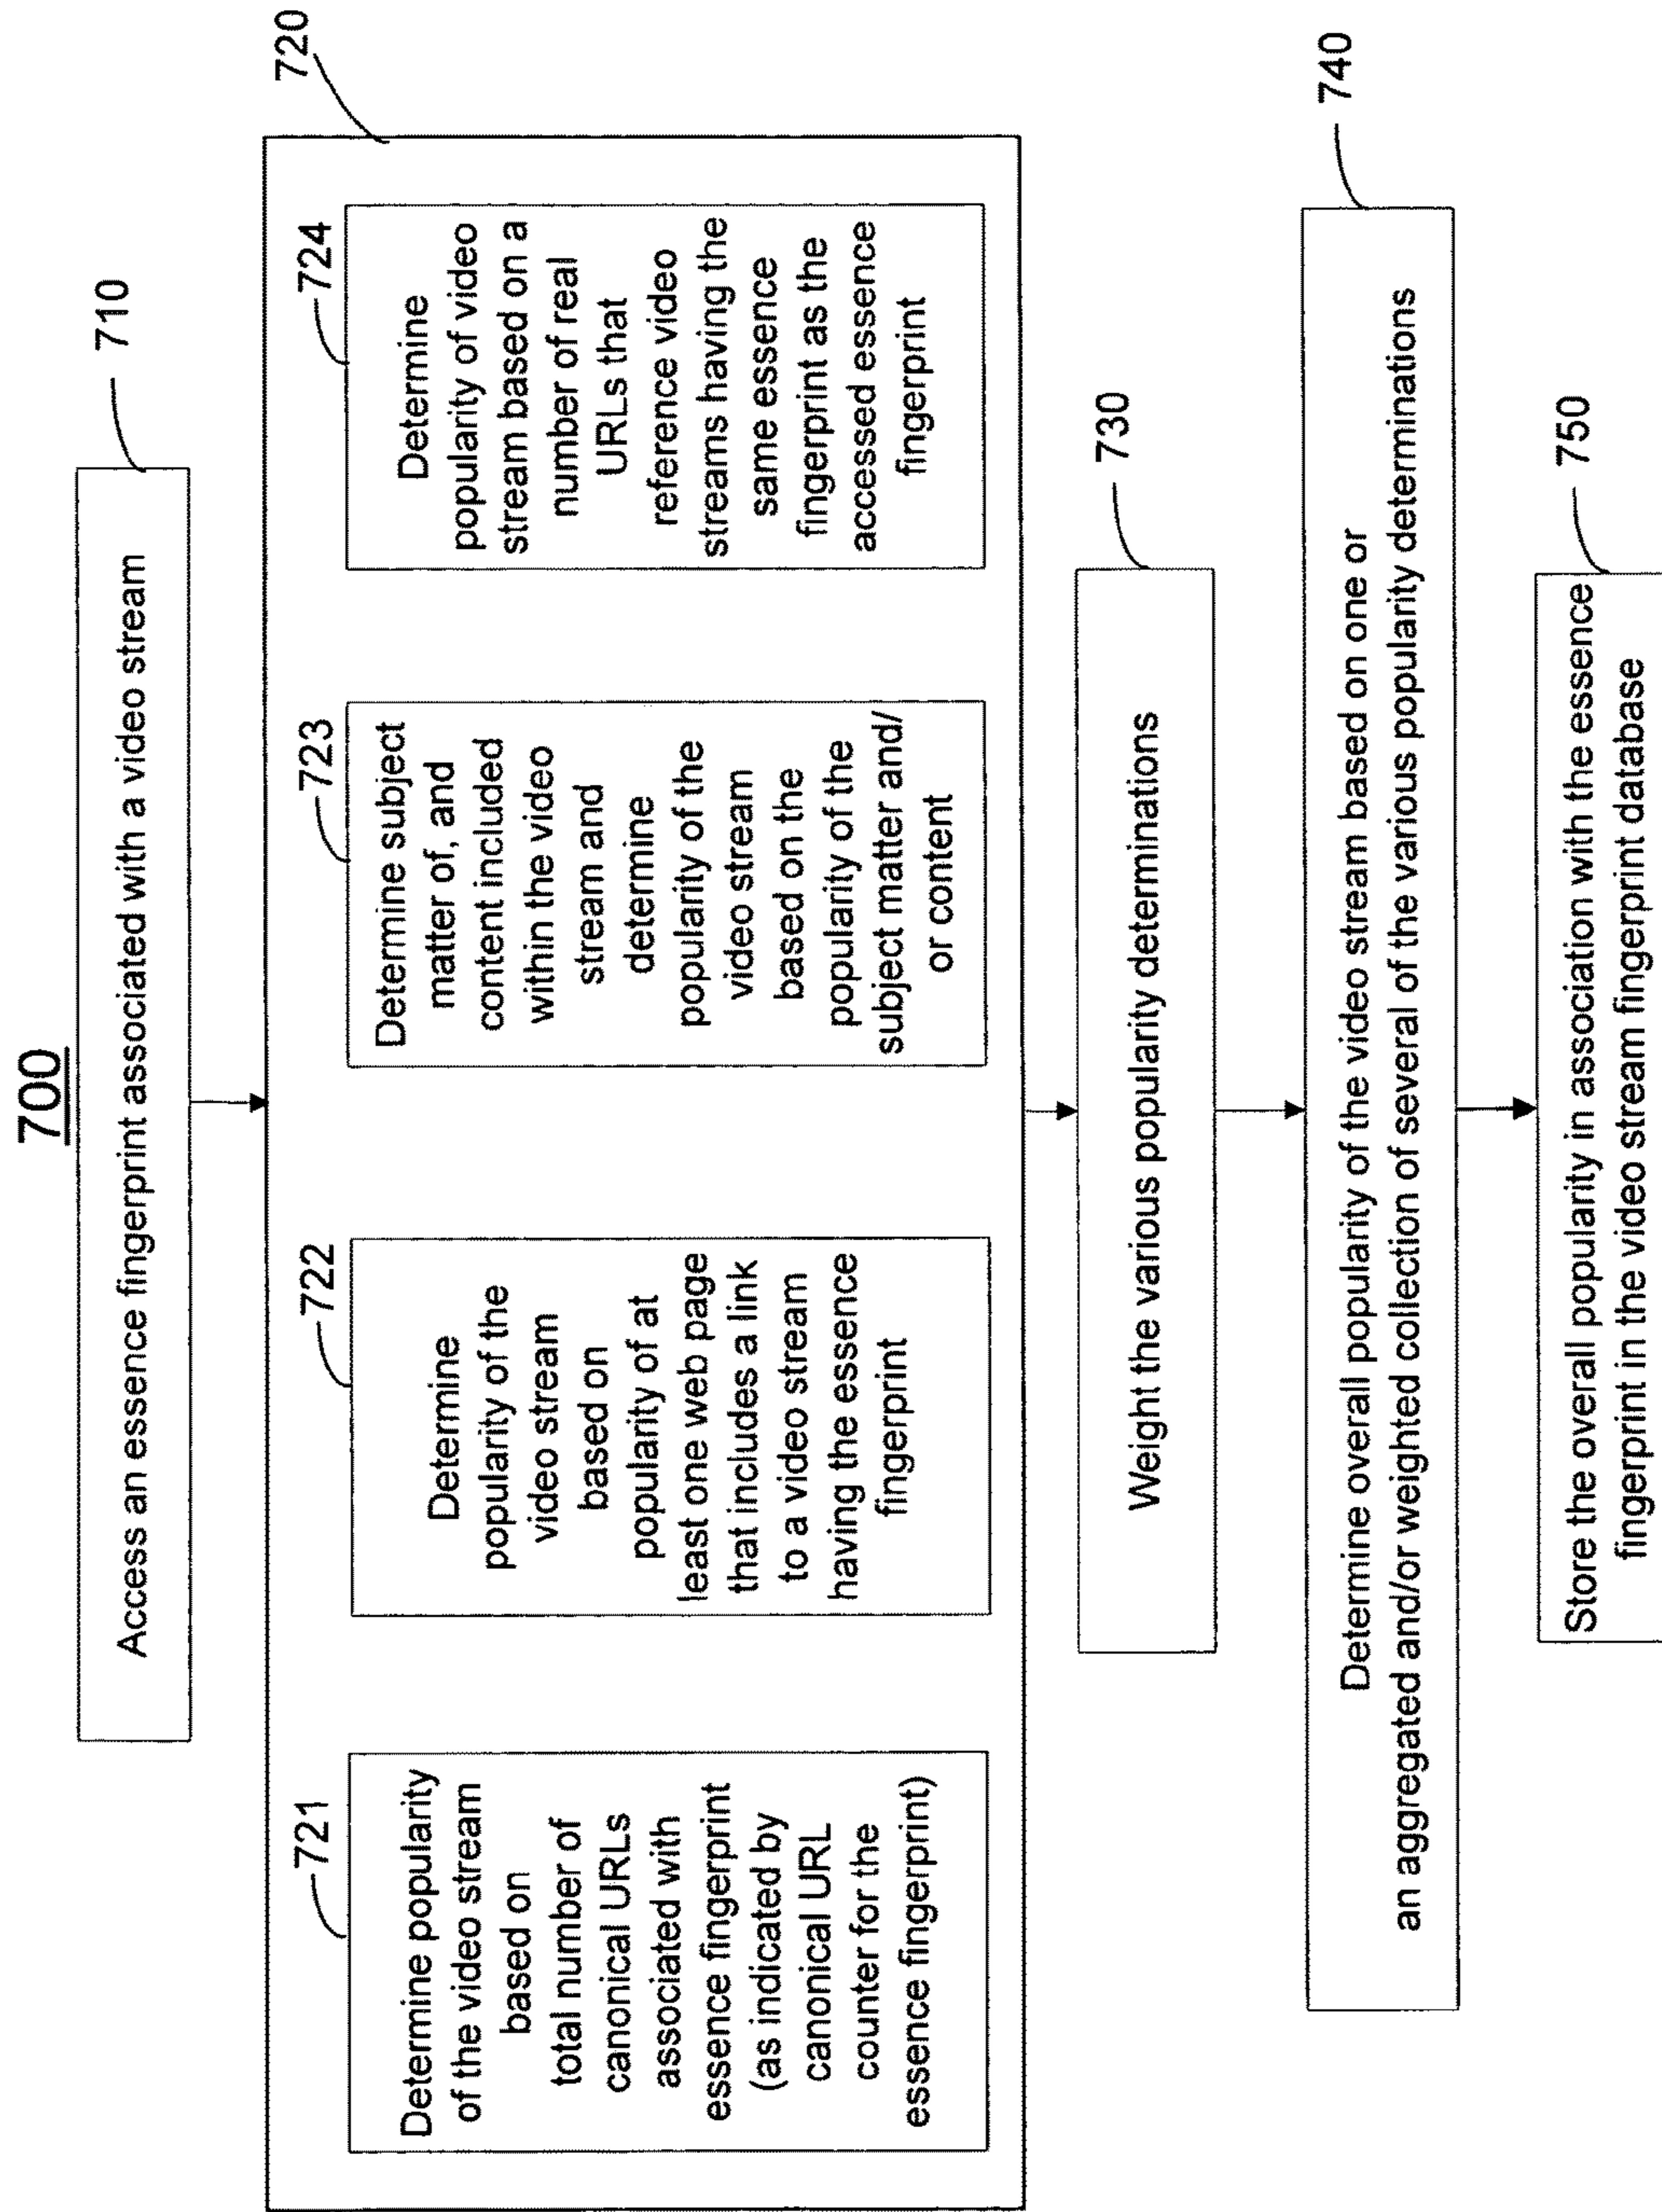 700
710
Access an essence fingerprint associated with a video stream
720
721
Determine popularity
of the video stream
based on
total number of
canonical URLs
associated with
essence fingerprint
(as indicated by
canonical URL
counter for the
essence fingerprint)
722
Determine
popularity of the
video stream
based on
popularity of at
least one web page
that includes a link
to a video stream
having the essence
fingerprint
723
Determine subject
matter of, and
content included
within the video
stream and
determine
popularity of the
video stream
based on the
popularity of the
subject matter and/
or content
724
Determine
popularity of video
stream based on a
number of real
URLs that
reference video
streams having the
same essence
fingerprint as the
accessed essence
fingerprint
730
Weight the various popularity determinations
740
Determine overall popularity of the video stream based on one or
an aggregated and/or weighted collection of several of the various popularity determinations
750
Store the overall popularity in association with the essence
fingerprint in the video stream fingerprint database